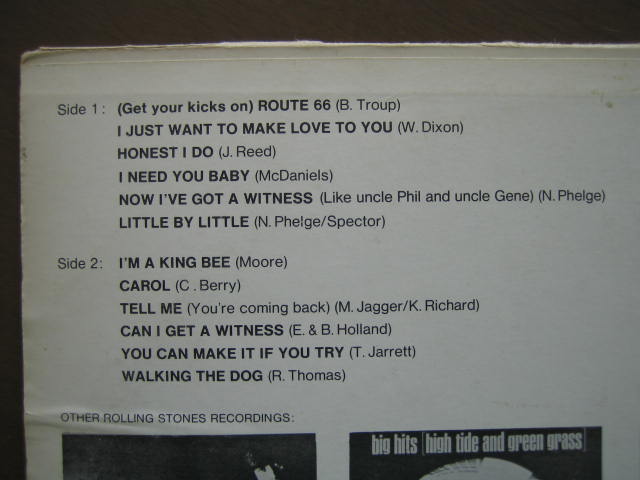 Side 1: (Get your kicks on) ROUTE 66 (B. Troup)
I JUST WANT TO MAKE LOVE TO YOU (W. Dixon)
HONEST I DO (J. Reed)
I NEED YOU BABY (McDaniels)
NOW I'VE GOT A WITNESS (Like uncle Phil and uncle Gene) (N. Phelge)
LITTLE BY LITTLE (N. Phelge/Spector)
Side 2: I'M A KING BEE (Moore)
CAROL (C. Berry)
TELL ME (You're coming back) (M. Jagger/K. Richard)
CAN I GET A WITNESS (E. & B. Holland)
YOU CAN MAKE IT IF YOU TRY (T. Jarrett)
WALKING THE DOG (R. Thomas)
OTHER ROLLING STONES RECORDINGS:
big hits [high tide and green grass]